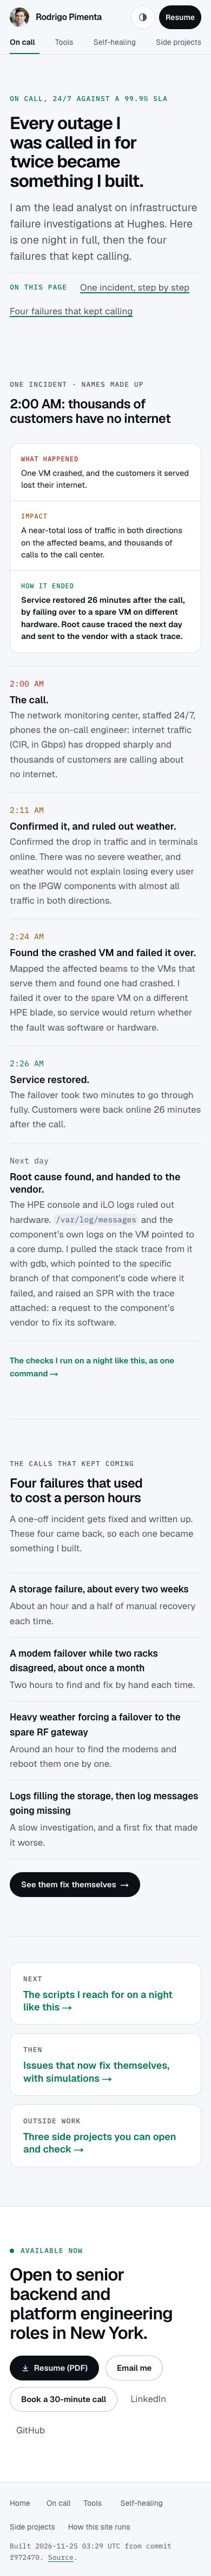 Rodrigo Pimenta
Resume
On call
Tools
Self-healing
Side projects
ON CALL, 24/7 AGAINST A 99.9% SLA
Every outage I
was called in for
twice became
something I built.
I am the lead analyst on infrastructure
failure investigations at Hughes. Here
is one night in full, then the four
failures that kept calling.
ON THIS PAGE
One incident, step by step
Four failures that kept calling
ONE INCIDENT · NAMES MADE UP
2:00 AM: thousands of
customers have no internet
WHAT HAPPENED
One VM crashed, and the customers it served
lost their internet.
IMPACT
A near-total loss of traffic in both directions
on the affected beams, and thousands of
calls to the call center.
HOW IT ENDED
Service restored 26 minutes after the call,
by failing over to a spare VM on different
hardware. Root cause traced the next day
and sent to the vendor with a stack trace.
2:00 AM
The call.
The network monitoring center, staffed 24/7,
phones the on-call engineer: internet traffic
(CIR, in Gbps) has dropped sharply and
thousands of customers are calling about
no internet.
2:11 AM
Confirmed it, and ruled out weather.
Confirmed the drop in traffic and in terminals
online. There was no severe weather, and
weather would not explain losing every user
on the IPGW components with almost all
traffic in both directions.
2:24 AM
Found the crashed VM and failed it over.
Mapped the affected beams to the VMs that
serve them and found one had crashed. I
failed it over to the spare VM on a different
HPE blade, so service would return whether
the fault was software or hardware.
2:26 AM
Service restored.
The failover took two minutes to go through
fully. Customers were back online 26 minutes
after the call.
Next day
Root cause found, and handed to the
vendor.
The HPE console and iLO logs ruled out
hardware. /var/log/messages and the
component's own logs on the VM pointed to
a core dump. I pulled the stack trace from it
with gdb, which pointed to the specific
branch of that component's code where it
failed, and raised an SPR with the trace
attached: a request to the component's
vendor to fix its software.
The checks I run on a night like this, as one
command →
THE CALLS THAT KEPT COMING
Four failures that used
to cost a person hours
A one-off incident gets fixed and written up.
These four came back, so each one became
something I built.
A storage failure, about every two weeks
About an hour and a half of manual recovery
each time.
A modem failover while two racks
disagreed, about once a month
Two hours to find and fix by hand each time.
Heavy weather forcing a failover to the
spare RF gateway
Around an hour to find the modems and
reboot them one by one.
Logs filling the storage, then log messages
going missing
A slow investigation, and a first fix that made
it worse.
See them fix themselves →
NEXT
The scripts I reach for on a night
like this →
THEN
Issues that now fix themselves,
with simulations →
OUTSIDE WORK
Three side projects you can open
and check →
AVAILABLE NOW
Open to senior
backend and
platform engineering
roles in New York.
Resume (PDF)
Email me
Book a 30-minute call
LinkedIn
GitHub
Home
On call
Tools
Self-healing
Side projects
How this site runs
Built 2026-11-25 03:29 UTC from commit
f972470. Source.